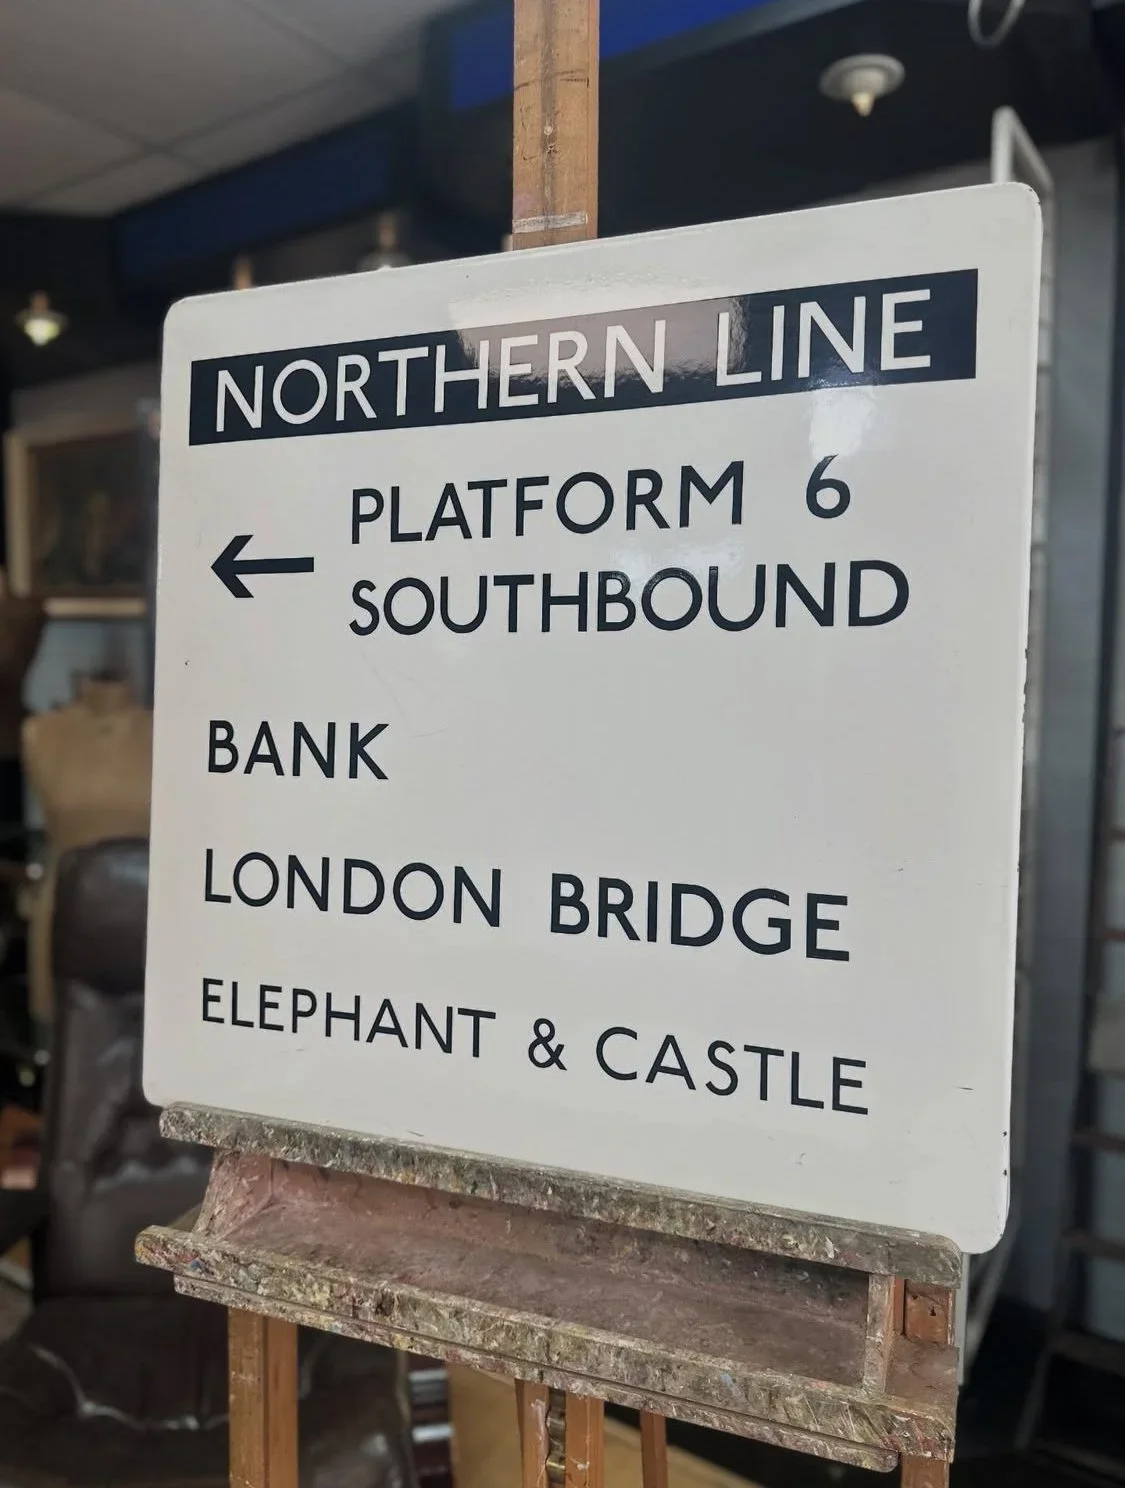 NORTHERN LINE
← PLATFORM 6
SOUTHBOUND
BANK
LONDON BRIDGE
ELEPHANT & CASTLE